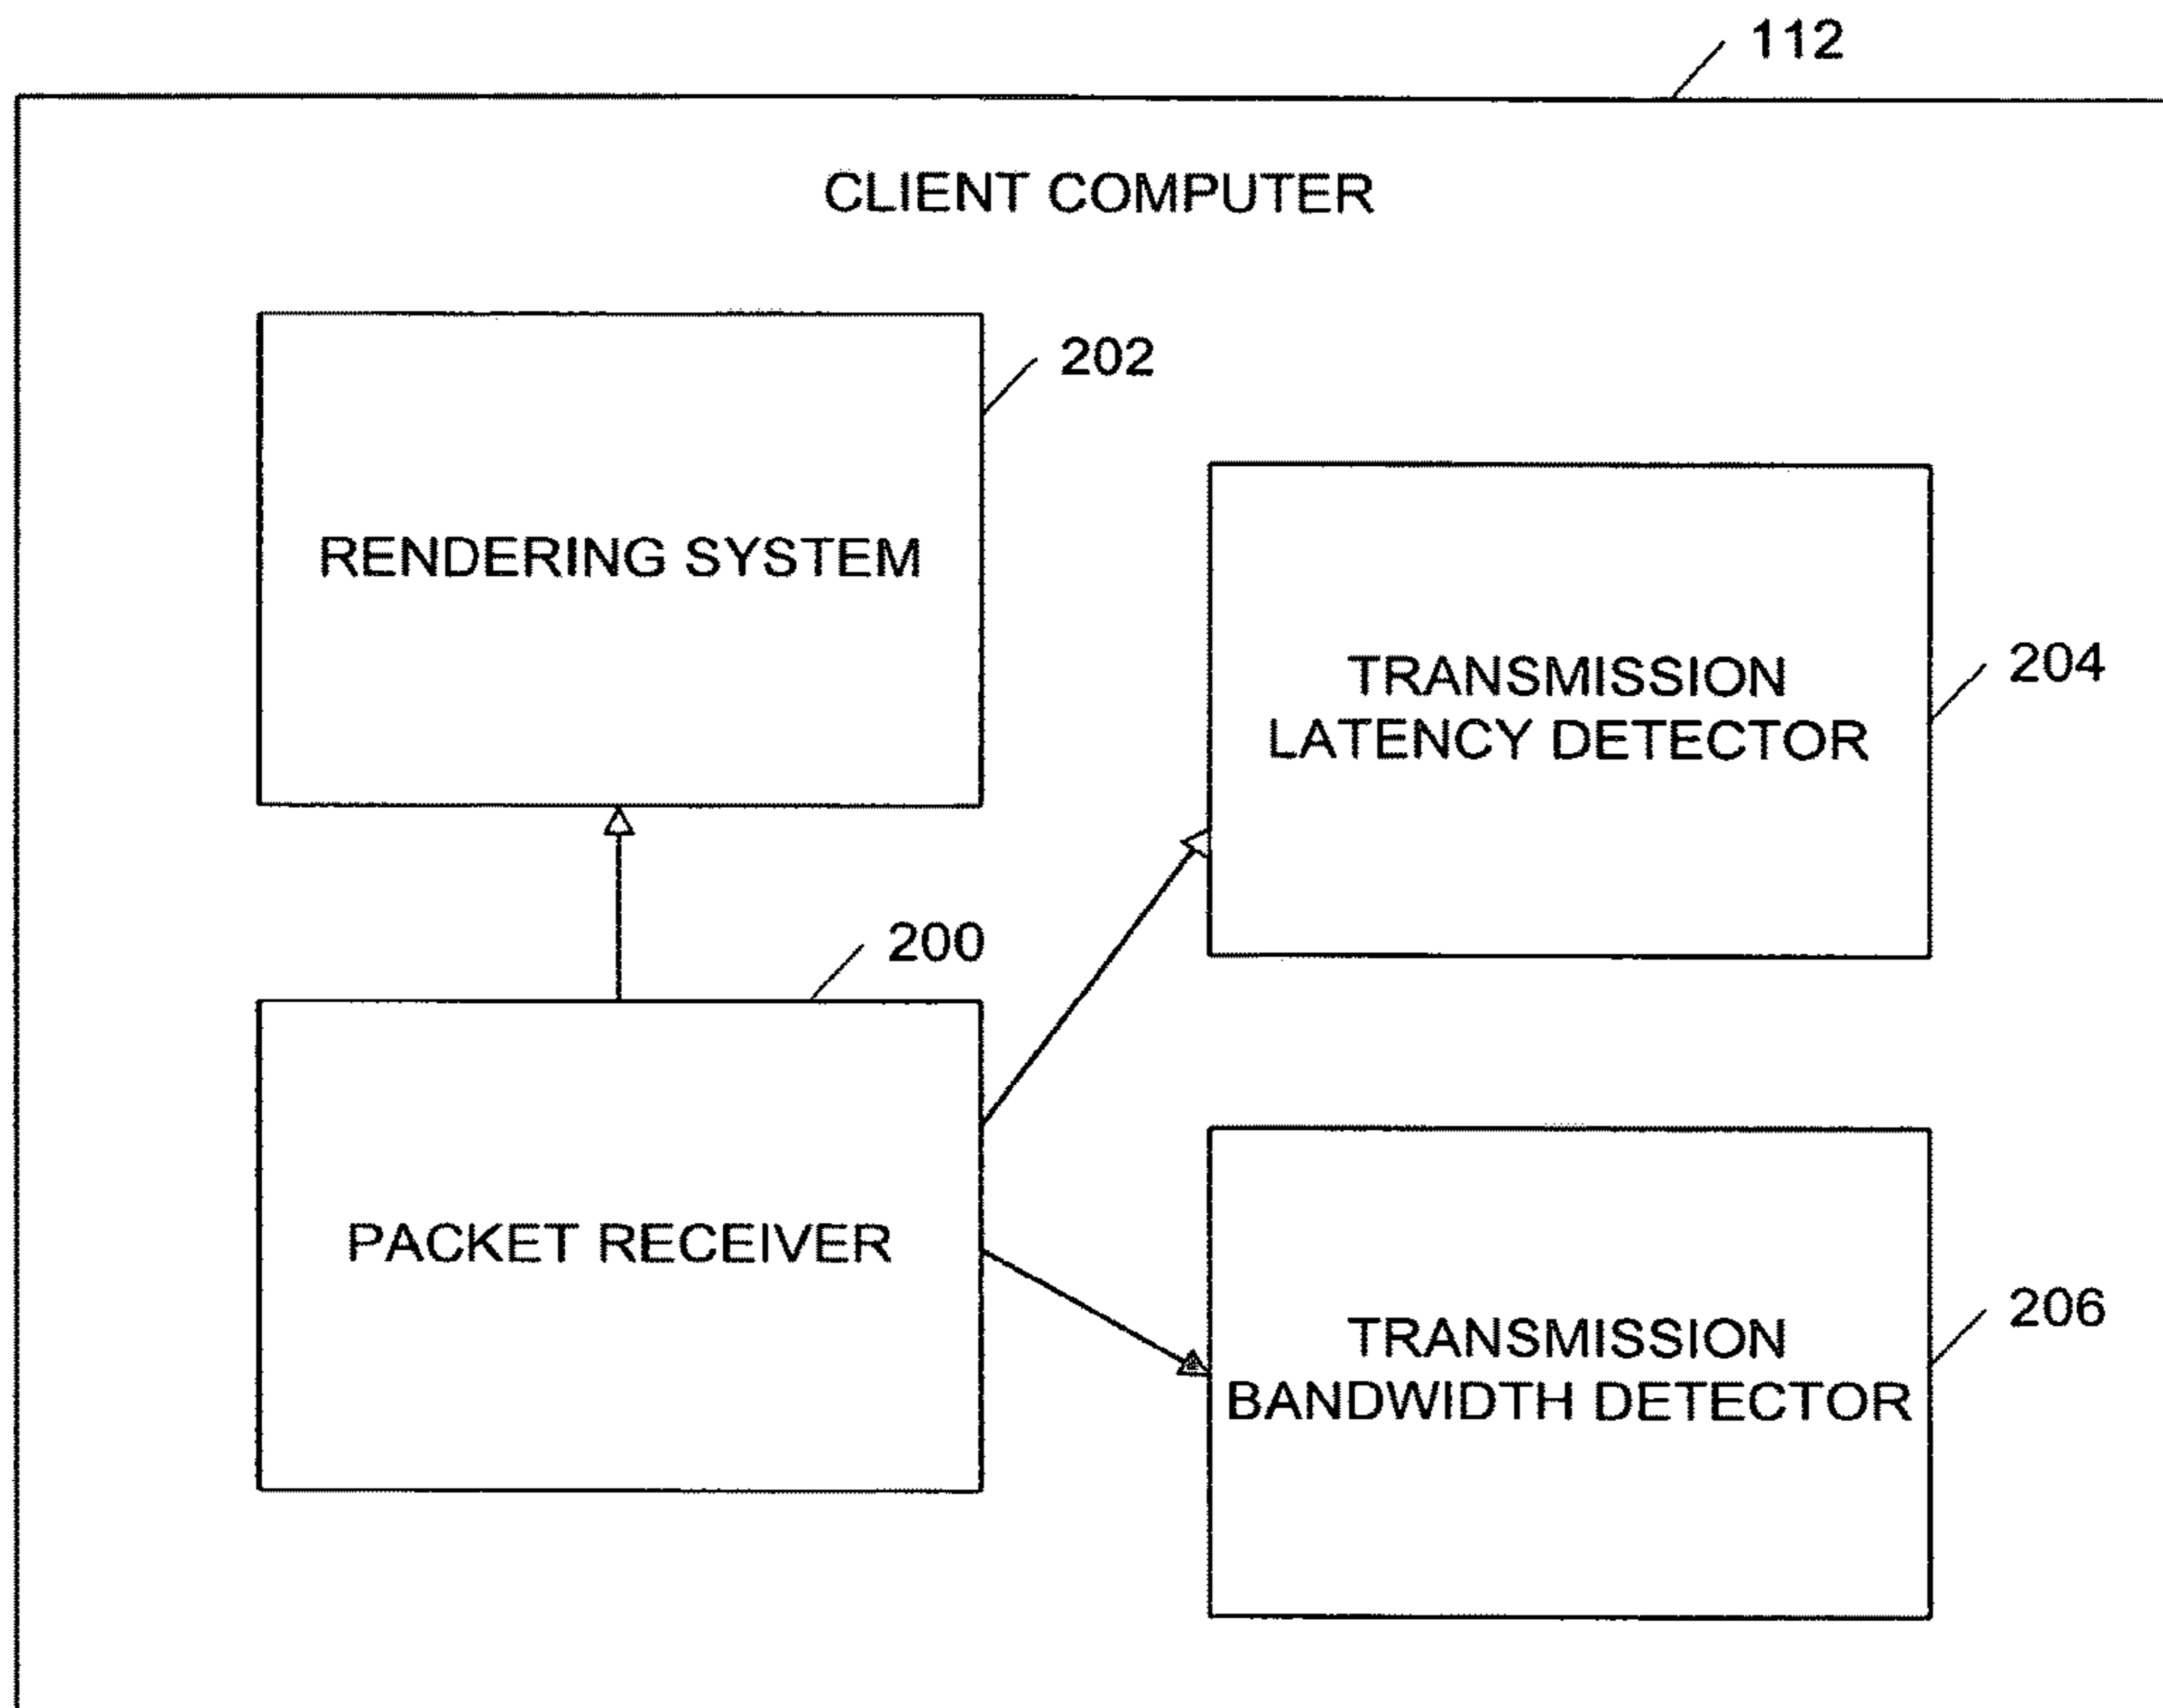 112
CLIENT COMPUTER
202
RENDERING SYSTEM
204
TRANSMISSION
LATENCY DETECTOR
200
PACKET RECEIVER
206
TRANSMISSION
BANDWIDTH DETECTOR